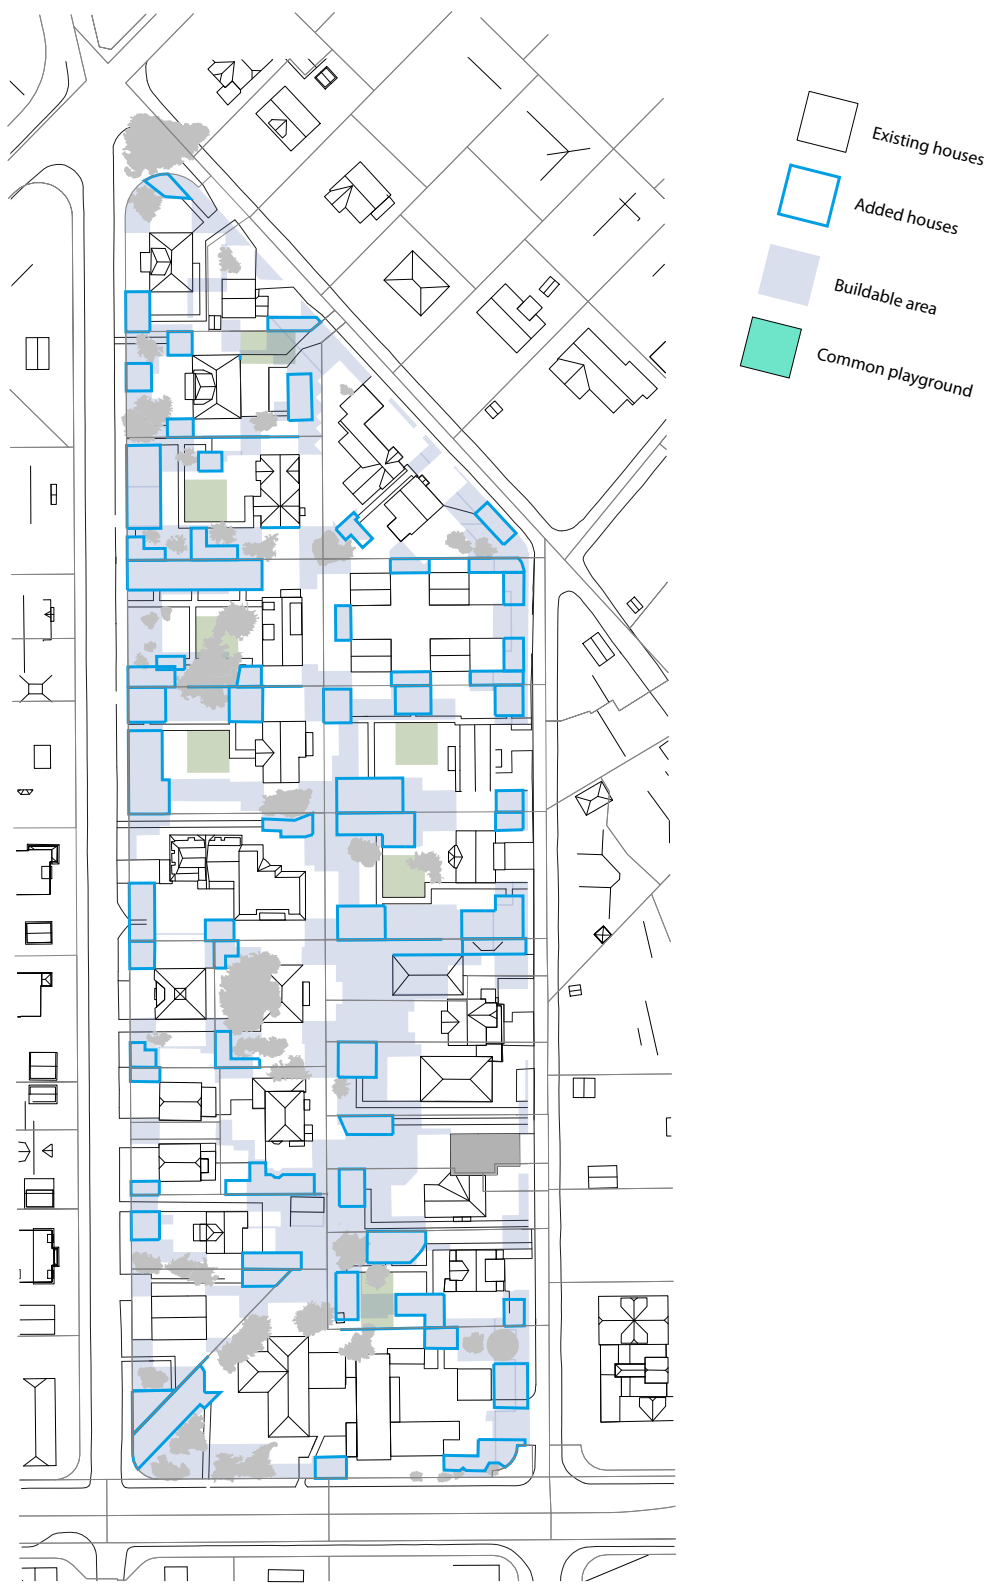 Existing houses
Added houses
Buildable area
Common playground